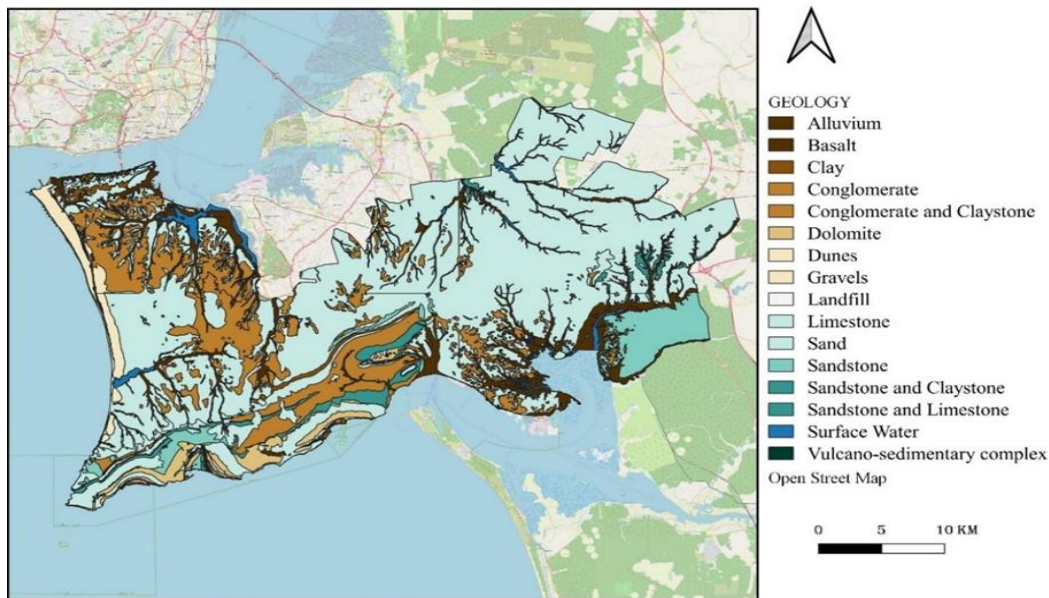 GEOLOGY
Alluvium
Basalt
Clay
Conglomerate
Conglomerate and Claystone
Dolomite
Dunes
Gravels
Landfill
Limestone
Sand
Sandstone
Sandstone and Claystone
Sandstone and Limestone
Surface Water
Vulcano-sedimentary complex
Open Street Map
0 5 10 KM